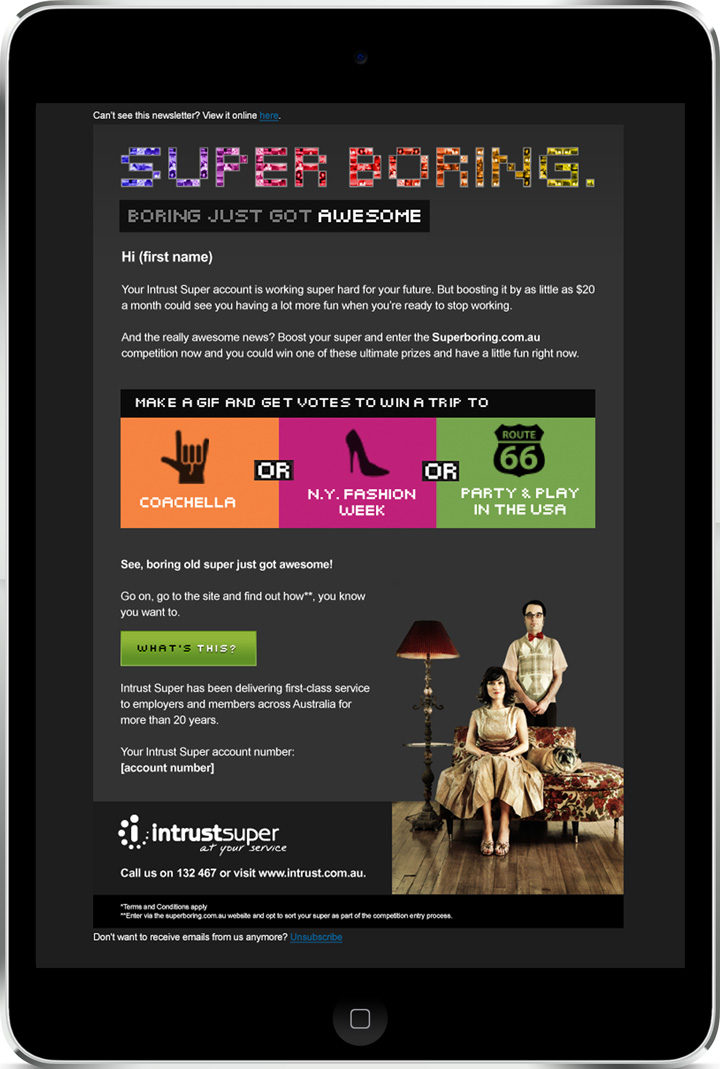 Can't see this newsletter? View it online here.
SUPER BORING.
BORING JUST GOT AWESOME
Hi (first name)
Your Intrust Super account is working super hard for your future. But boosting it by as little as $20
a month could see you having a lot more fun when you're ready to stop working.
And the really awesome news? Boost your super and enter the Superboring.com.au
competition now and you could win one of these ultimate prizes and have a little fun right now.
MAKE A GIF AND GET VOTES TO WIN A TRIP TO
COACHELLA
OR
N.Y. FASHION
WEEK
OR
ROUTE
66
PARTY & PLAY
IN THE USA
See, boring old super just got awesome!
Go on, go to the site and find out how**, you know
you want to.
WHAT'S THIS?
Intrust Super has been delivering first-class service
to employers and members across Australia for
more than 20 years.
Your Intrust Super account number:
[account number]
intrustsuper
at your service
Call us on 132 467 or visit www.intrust.com.au.
*Terms and Conditions apply
**Enter via the superboring.com.au website and opt to sort your super as part of the competition entry process.
Don't want to receive emails from us anymore? Unsubscribe